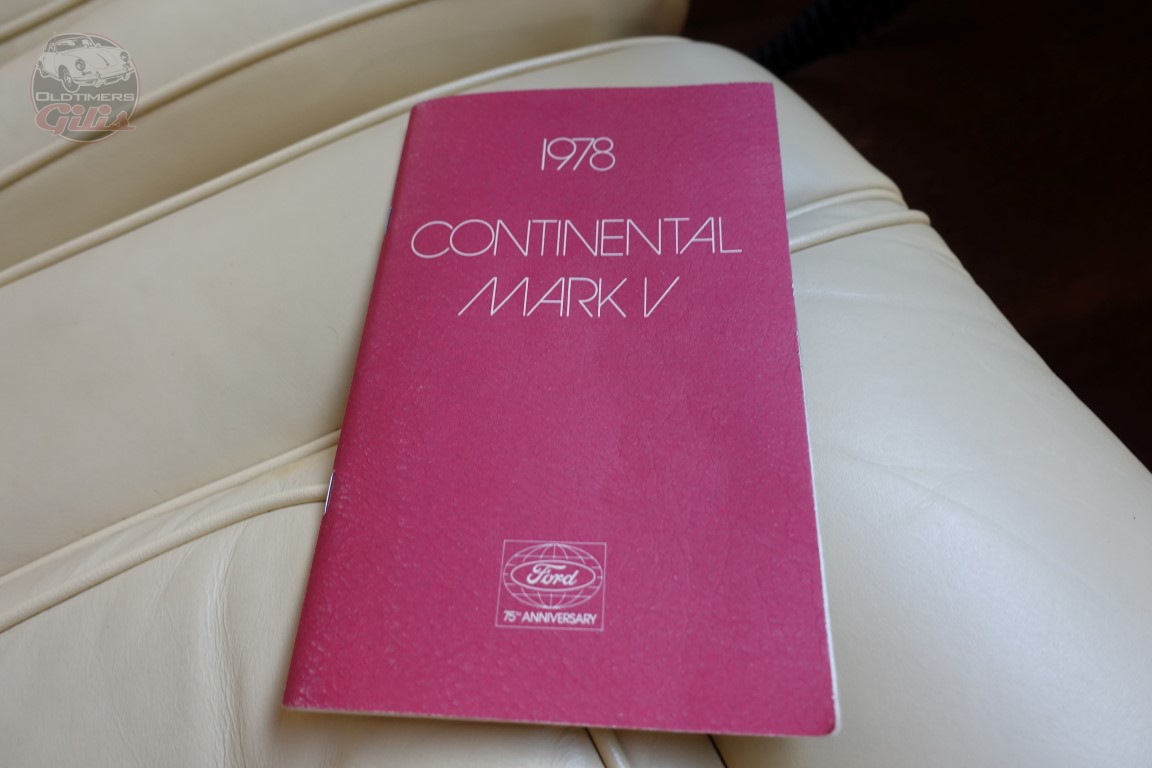 OLDTIMERS
Gilis
1978
CONTINENTAL
MARK V
Ford
75TH ANNIVERSARY